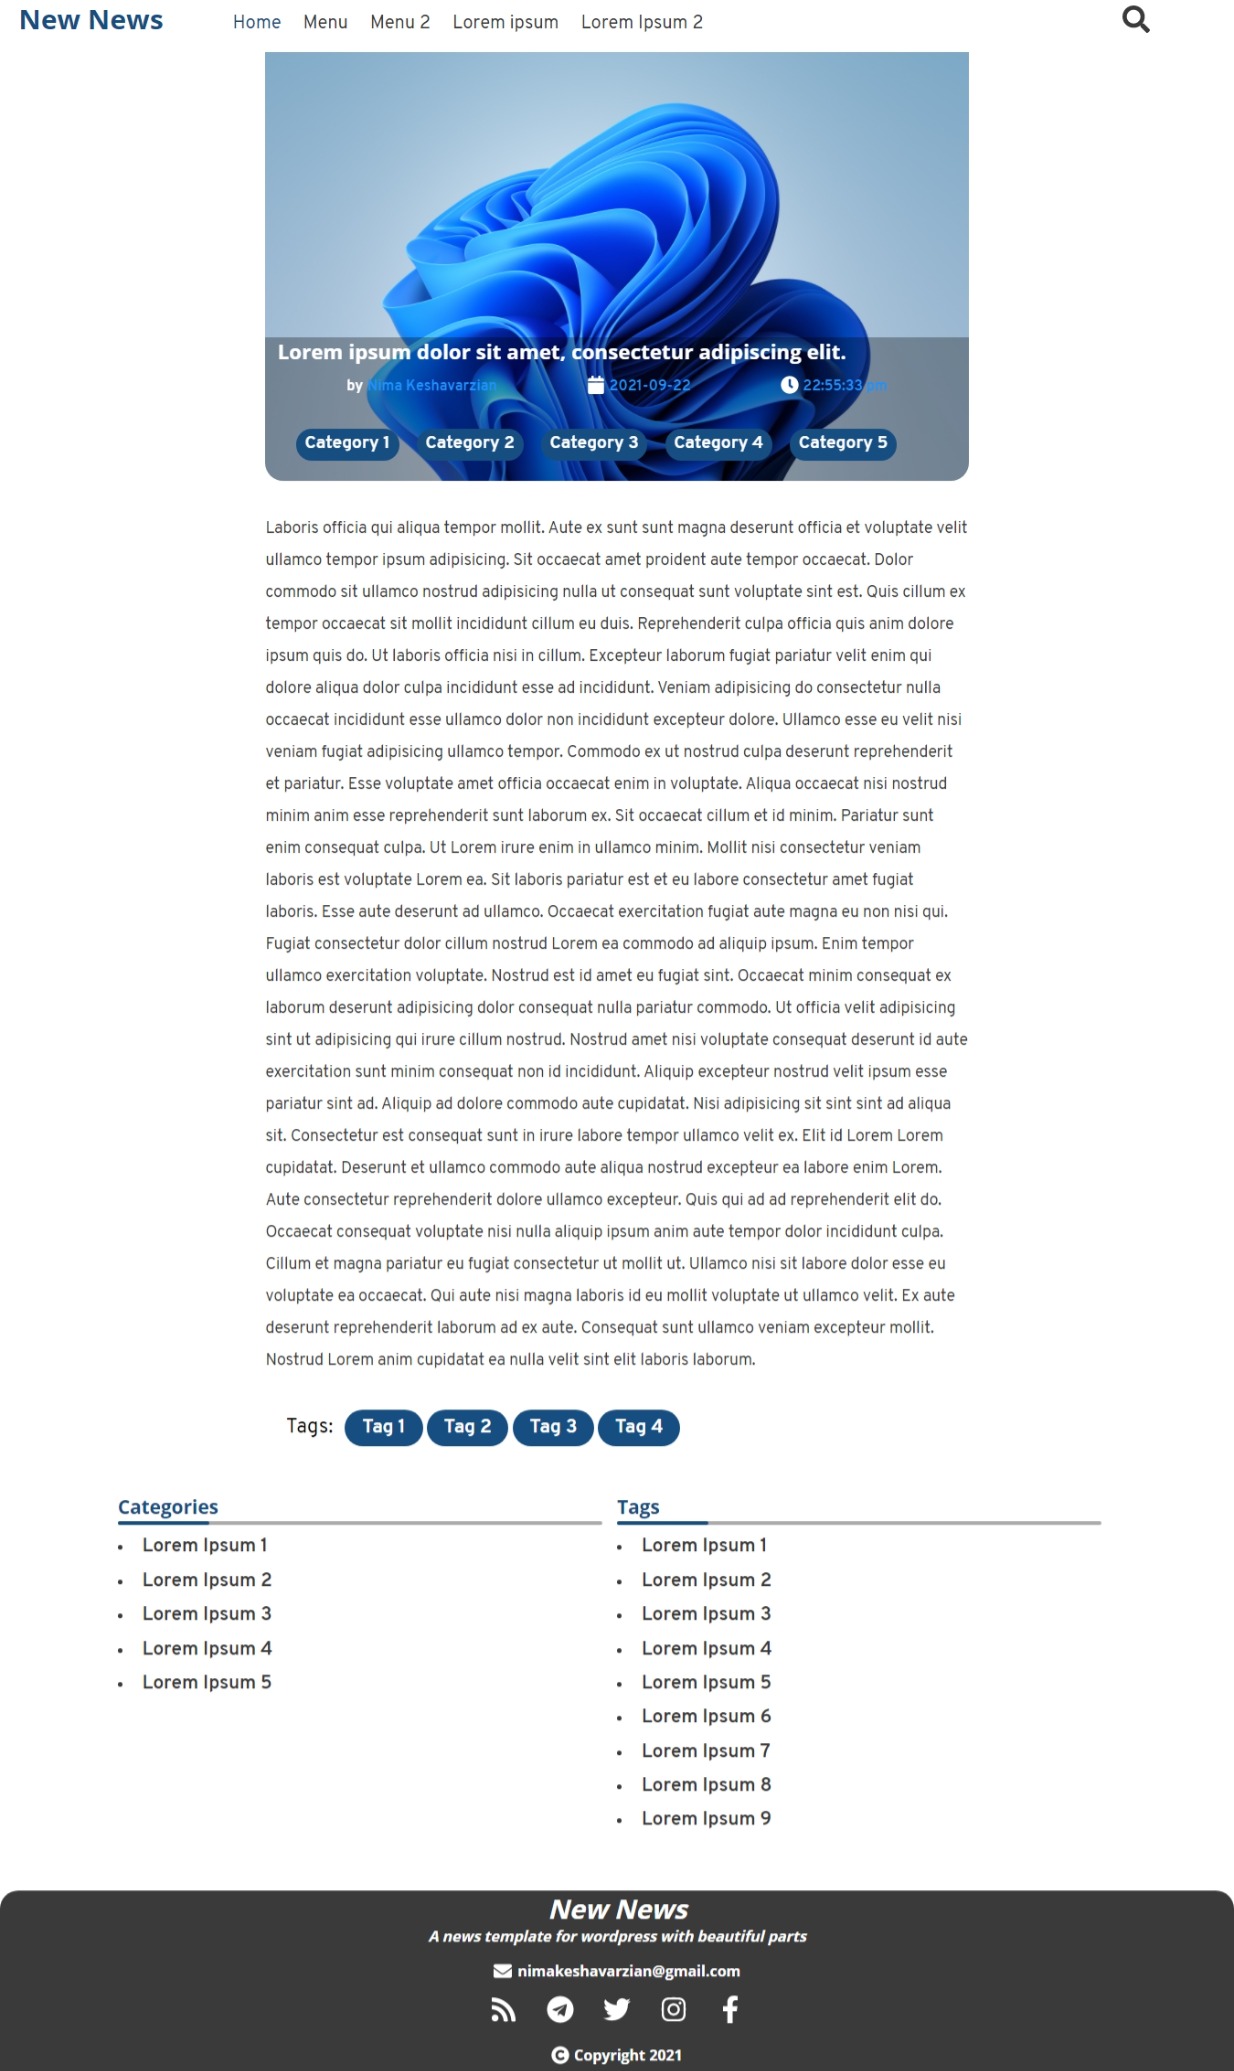 New News
Home Menu Menu 2 Lorem ipsum Lorem Ipsum 2
Lorem ipsum dolor sit amet, consectetur adipiscing elit.
by Nima Keshavarzian 2021-09-22 22:55:33 pm
Category 1 Category 2 Category 3 Category 4 Category 5
Laboris officia qui aliqua tempor mollit. Aute ex sunt sunt magna deserunt officia et voluptate velit
ullamco tempor ipsum adipisicing. Sit occaecat amet proident aute tempor occaecat. Dolor
commodo sit ullamco nostrud adipisicing nulla ut consequat sunt voluptate sint est. Quis cillum ex
tempor occaecat sit mollit incididunt cillum eu duis. Reprehenderit culpa officia quis anim dolore
ipsum quis do. Ut laboris officia nisi in cillum. Excepteur laborum fugiat pariatur velit enim qui
dolore aliqua dolor culpa incididunt esse ad incididunt. Veniam adipisicing do consectetur nulla
occaecat incididunt esse ullamco dolor non incididunt excepteur dolore. Ullamco esse eu velit nisi
veniam fugiat adipisicing ullamco tempor. Commodo ex ut nostrud culpa deserunt reprehenderit
et pariatur. Esse voluptate amet officia occaecat enim in voluptate. Aliqua occaecat nisi nostrud
minim anim esse reprehenderit sunt laborum ex. Sit occaecat cillum et id minim. Pariatur sunt
enim consequat culpa. Ut Lorem irure enim in ullamco minim. Mollit nisi consectetur veniam
laboris est voluptate Lorem ea. Sit laboris pariatur est et eu labore consectetur amet fugiat
laboris. Esse aute deserunt ad ullamco. Occaecat exercitation fugiat aute magna eu non nisi qui.
Fugiat consectetur dolor cillum nostrud Lorem ea commodo ad aliquip ipsum. Enim tempor
ullamco exercitation voluptate. Nostrud est id amet eu fugiat sint. Occaecat minim consequat ex
laborum deserunt adipisicing dolor consequat nulla pariatur commodo. Ut officia velit adipisicing
sint ut adipisicing qui irure cillum nostrud. Nostrud amet nisi voluptate consequat deserunt id aute
exercitation sunt minim consequat non id incididunt. Aliquip excepteur nostrud velit ipsum esse
pariatur sint ad. Aliquip ad dolore commodo aute cupidatat. Nisi adipisicing sit sint sint ad aliqua
sit. Consectetur est consequat sunt in irure labore tempor ullamco velit ex. Elit id Lorem Lorem
cupidatat. Deserunt et ullamco commodo aute aliqua nostrud excepteur ea labore enim Lorem.
Aute consectetur reprehenderit dolore ullamco excepteur. Quis qui ad ad reprehenderit elit do.
Occaecat consequat voluptate nisi nulla aliquip ipsum anim aute tempor dolor incididunt culpa.
Cillum et magna pariatur eu fugiat consectetur ut mollit ut. Ullamco nisi sit labore dolor esse eu
voluptate ea occaecat. Qui aute nisi magna laboris id eu mollit voluptate ut ullamco velit. Ex aute
deserunt reprehenderit laborum ad ex aute. Consequat sunt ullamco veniam excepteur mollit.
Nostrud Lorem anim cupidatat ea nulla velit sint elit laboris laborum.
Tags: Tag 1 Tag 2 Tag 3 Tag 4
Categories
Lorem Ipsum 1
Lorem Ipsum 2
Lorem Ipsum 3
Lorem Ipsum 4
Lorem Ipsum 5
Tags
Lorem Ipsum 1
Lorem Ipsum 2
Lorem Ipsum 3
Lorem Ipsum 4
Lorem Ipsum 5
Lorem Ipsum 6
Lorem Ipsum 7
Lorem Ipsum 8
Lorem Ipsum 9
New News
A news template for wordpress with beautiful parts
nimakeshavarzian@gmail.com
Copyright 2021